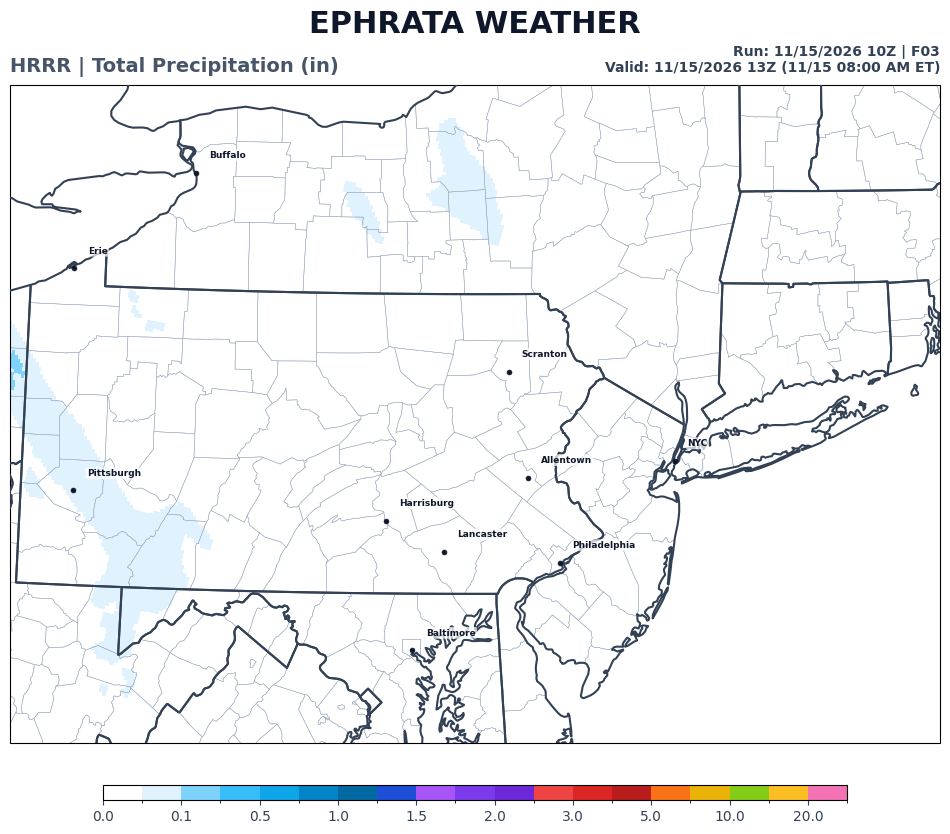 EPHRATA WEATHER
HRRR | Total Precipitation (in)
Run: 11/15/2026 10Z | F03
Valid: 11/15/2026 13Z (11/15 08:00 AM ET)
Buffalo
Erie
Scranton
NYC
Allentown
Pittsburgh
Harrisburg
Lancaster
Philadelphia
Baltimore
0.0 0.1 0.5 1.0 1.5 2.0 3.0 5.0 10.0 20.0